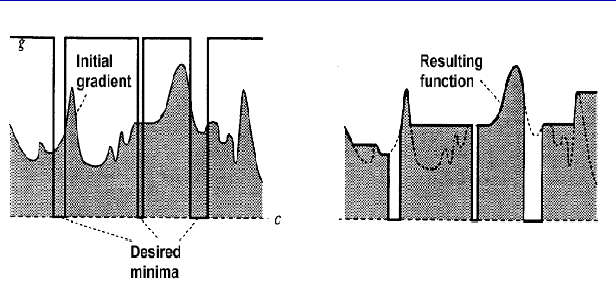 g
Initial
gradient
C
Desired
minima
Resulting
function